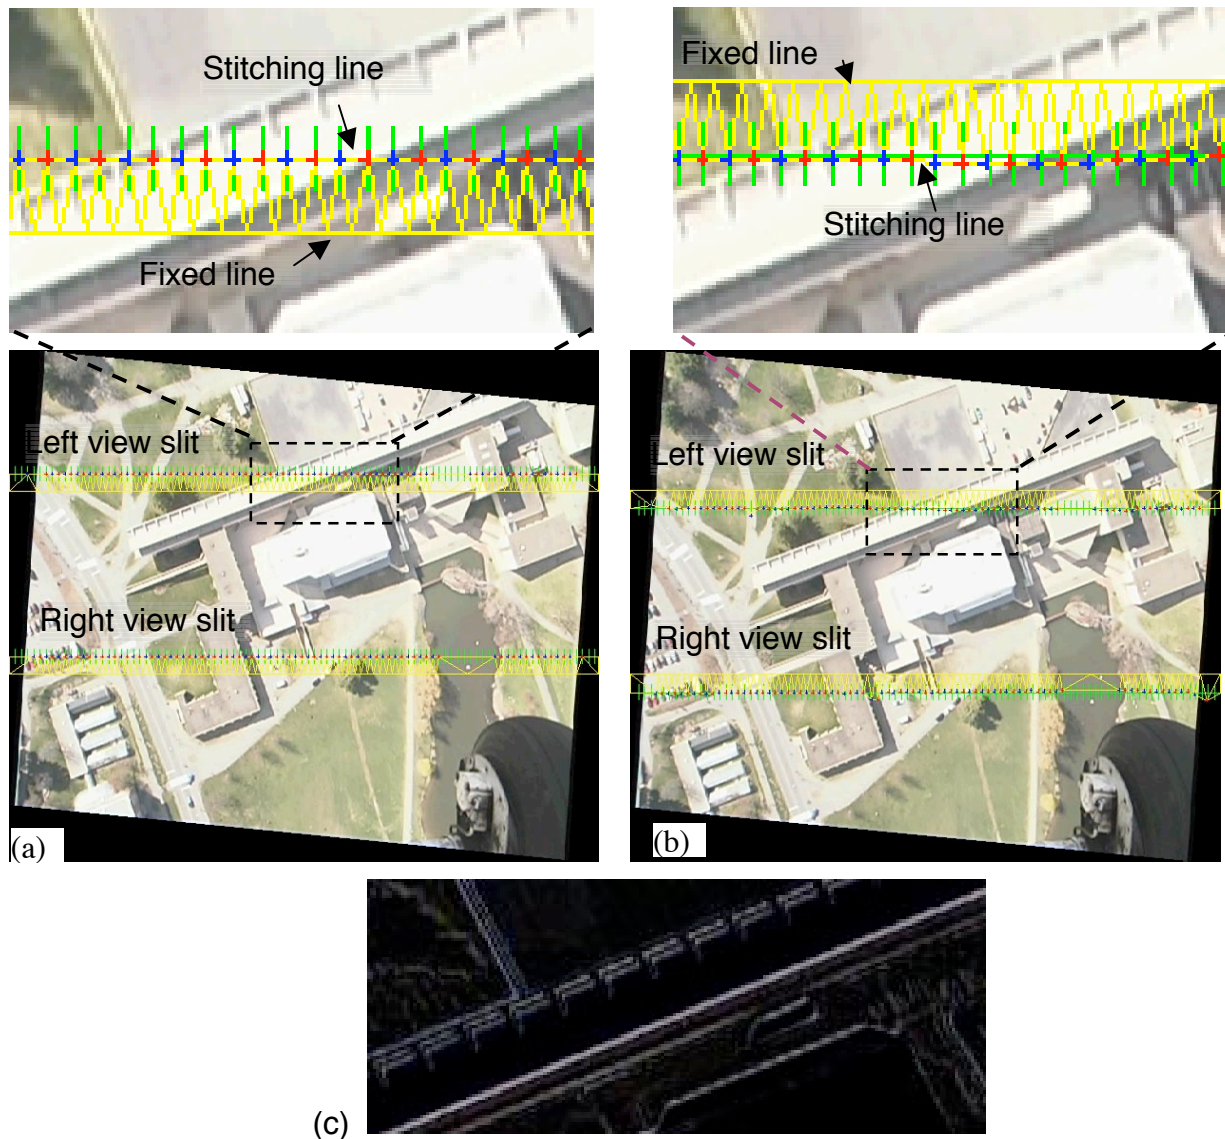 Stitching line
Fixed line
Fixed line
Stitching line
Left view slit
Right view slit
(a)
Left view slit
Right view slit
(b)
(c)